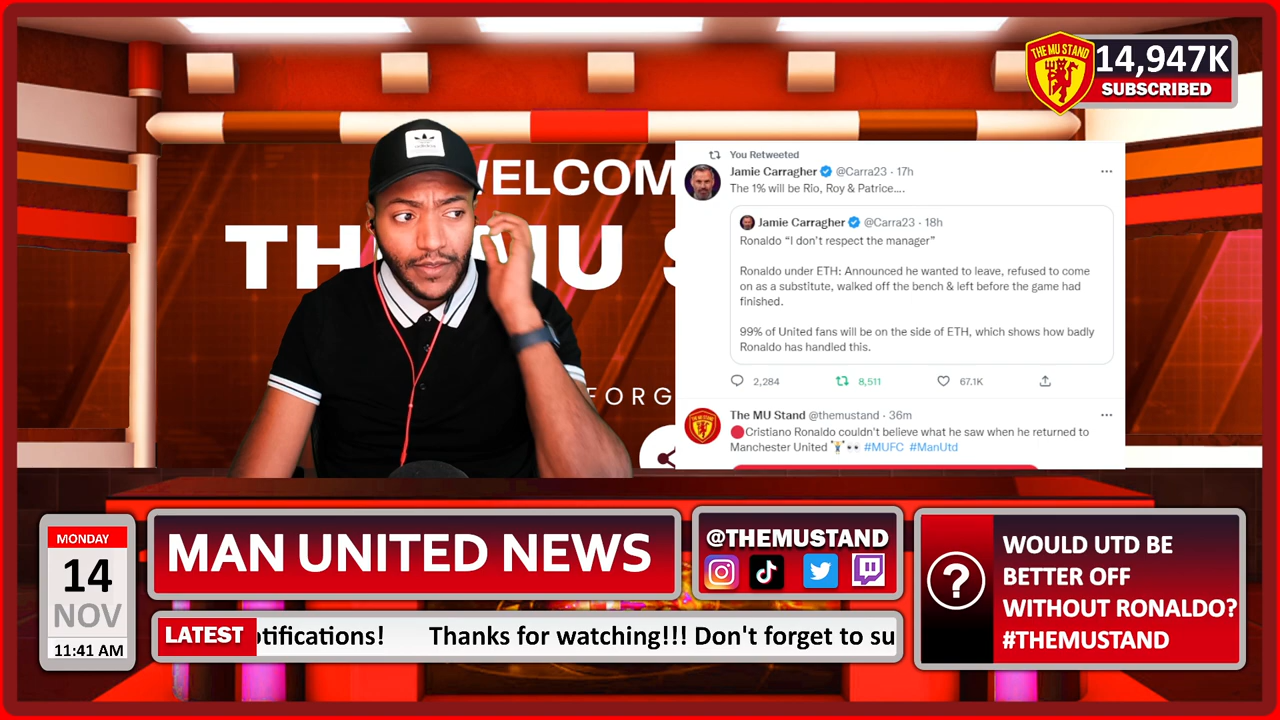 THE MU STAND
14,947K
SUBSCRIBED
adidas
WELCOM
TH MU S
FORG
You Retweeted
Jamie Carragher @Carra23 · 17h
The 1% will be Rio, Roy & Patrice....
Jamie Carragher @Carra23 · 18h
Ronaldo “I don't respect the manager”
Ronaldo under ETH: Announced he wanted to leave, refused to come
on as a substitute, walked off the bench & left before the game had
finished.
99% of United fans will be on the side of ETH, which shows how badly
Ronaldo has handled this.
2,284 8,511 67.1K
The MU Stand @themustand · 36m
Cristiano Ronaldo couldn't believe what he saw when he returned to
Manchester United #MUFC #ManUtd
MONDAY
14
NOV
11:41 AM
MAN UNITED NEWS
LATEST otifications! Thanks for watching!!! Don't forget to su
@THEMUSTAND
?
WOULD UTD BE
BETTER OFF
WITHOUT RONALDO?
#THEMUSTAND